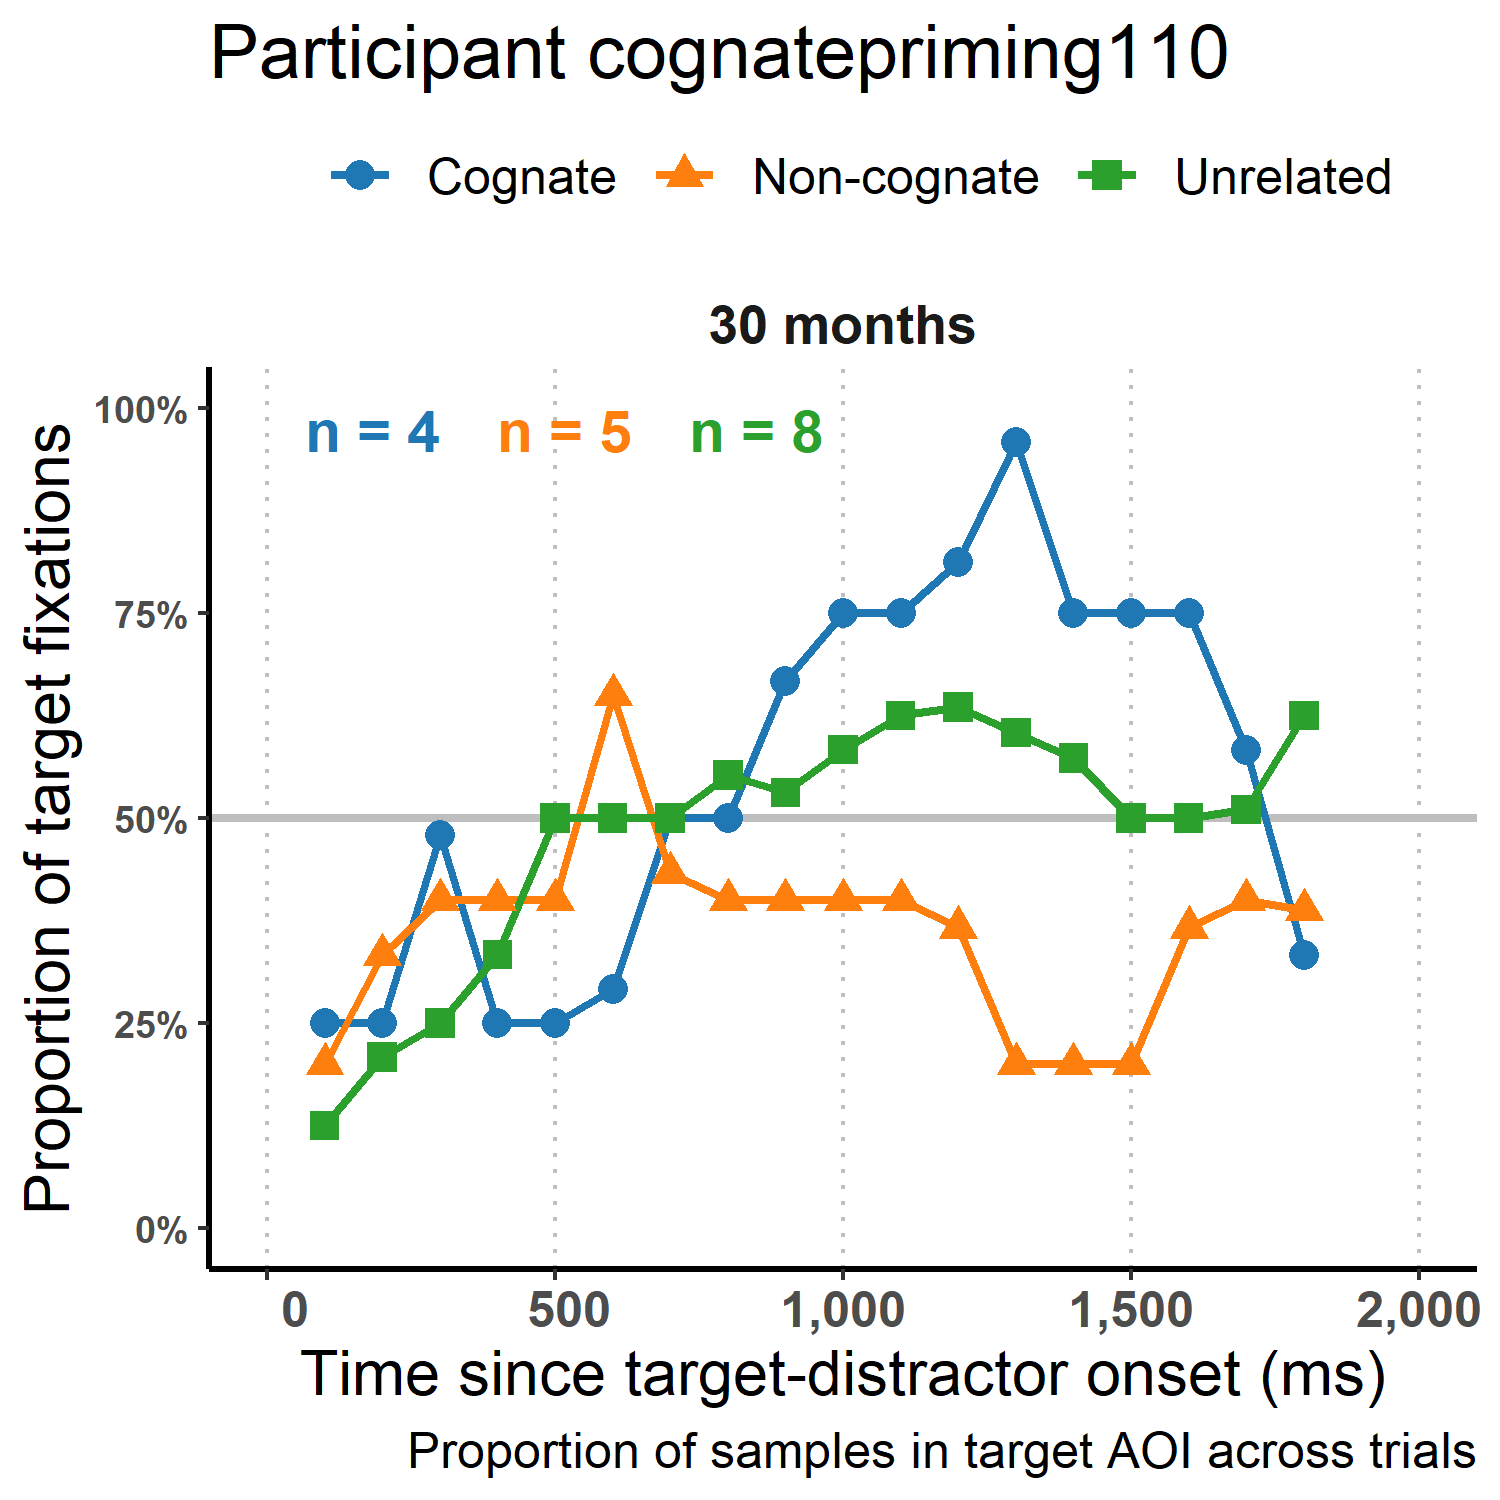 Participant cognatepriming110
Cognate Non-cognate Unrelated
30 months
Proportion of target fixations
100%
75%
50%
25%
0%
n = 4 n = 5 n = 8
0 500 1,000 1,500 2,000
Time since target-distractor onset (ms)
Proportion of samples in target AOI across trials